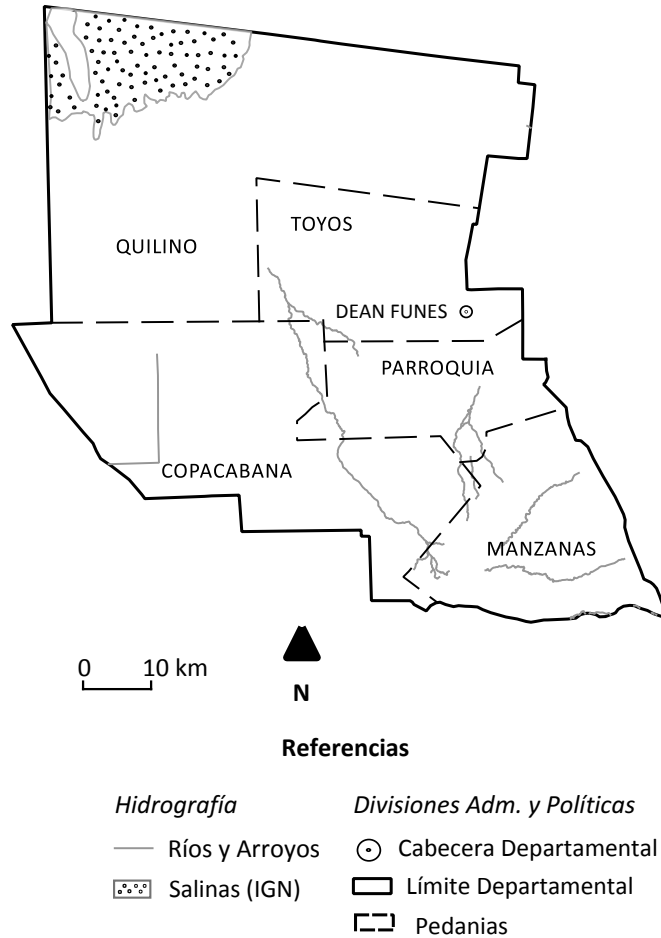 TOYOS
QUILINO
DEAN FUNES
PARROQUIA
COPACABANA
MANZANAS
0 10 km
N
Referencias
Hidrografía
Ríos y Arroyos
Salinas (IGN)
Divisiones Adm. y Políticas
Cabecera Departamental
Límite Departamental
Pedanias